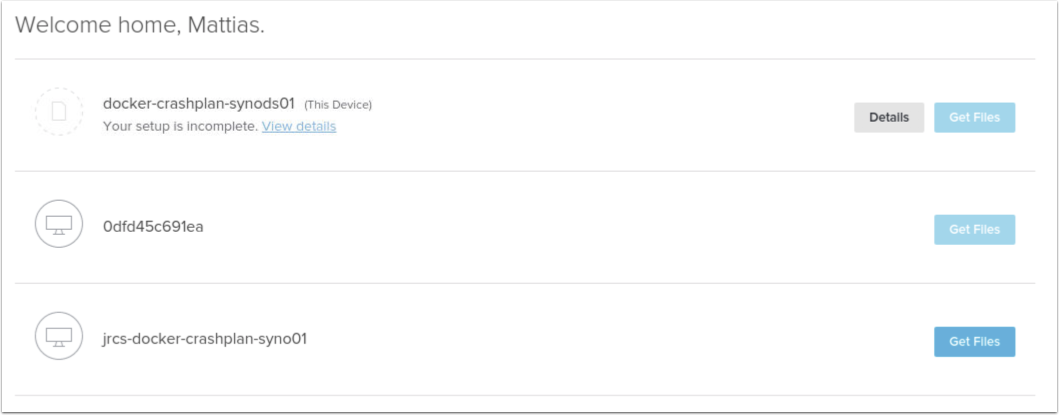 Welcome home, Mattias.
docker-crashplan-synods01 (This Device)
Your setup is incomplete. View details
Details
Get Files
0dfd45c691ea
Get Files
jrcs-docker-crashplan-syno01
Get Files